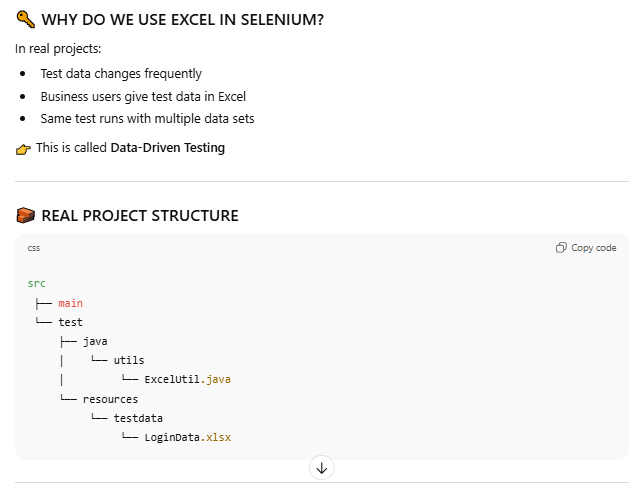 🔑 WHY DO WE USE EXCEL IN SELENIUM?
In real projects:
• Test data changes frequently
• Business users give test data in Excel
• Same test runs with multiple data sets
👉 This is called Data-Driven Testing
🧱 REAL PROJECT STRUCTURE
css Copy code
src
├── main
└── test
    ├── java
    │   └── utils
    │       └── ExcelUtil.java
    └── resources
        └── testdata
            └── LoginData.xlsx